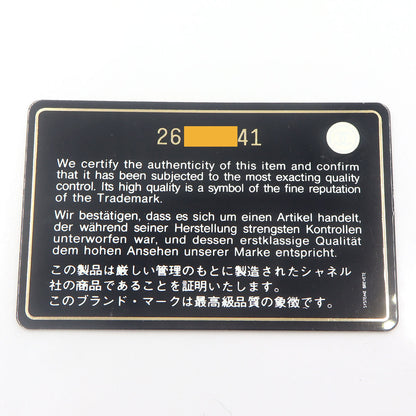 26 41
We certify the authenticity of this item and confirm
that it has been subjected to the most exacting quality
control. Its high quality is a symbol of the fine reputation
of the Trademark.
Wir bestätigen, dass es sich um einen Artikel handelt,
der während seiner Herstellung strengsten Kontrollen
unterworfen war, und dessen erstklassige Qualität
dem hohen Ansehen unserer Marke entspricht.
この製品は厳しい管理のもとに製造されたシャネル
社の商品であることを証明いたします。
このブランド・マークは最高級品質の象徴です。